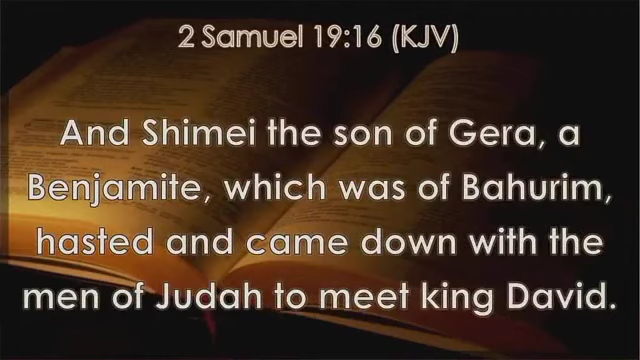 2 Samuel 19:16 (KJV)
And Shimei the son of Gera, a
Benjamite, which was of Bahurim,
hasted and came down with the
men of Judah to meet king David.